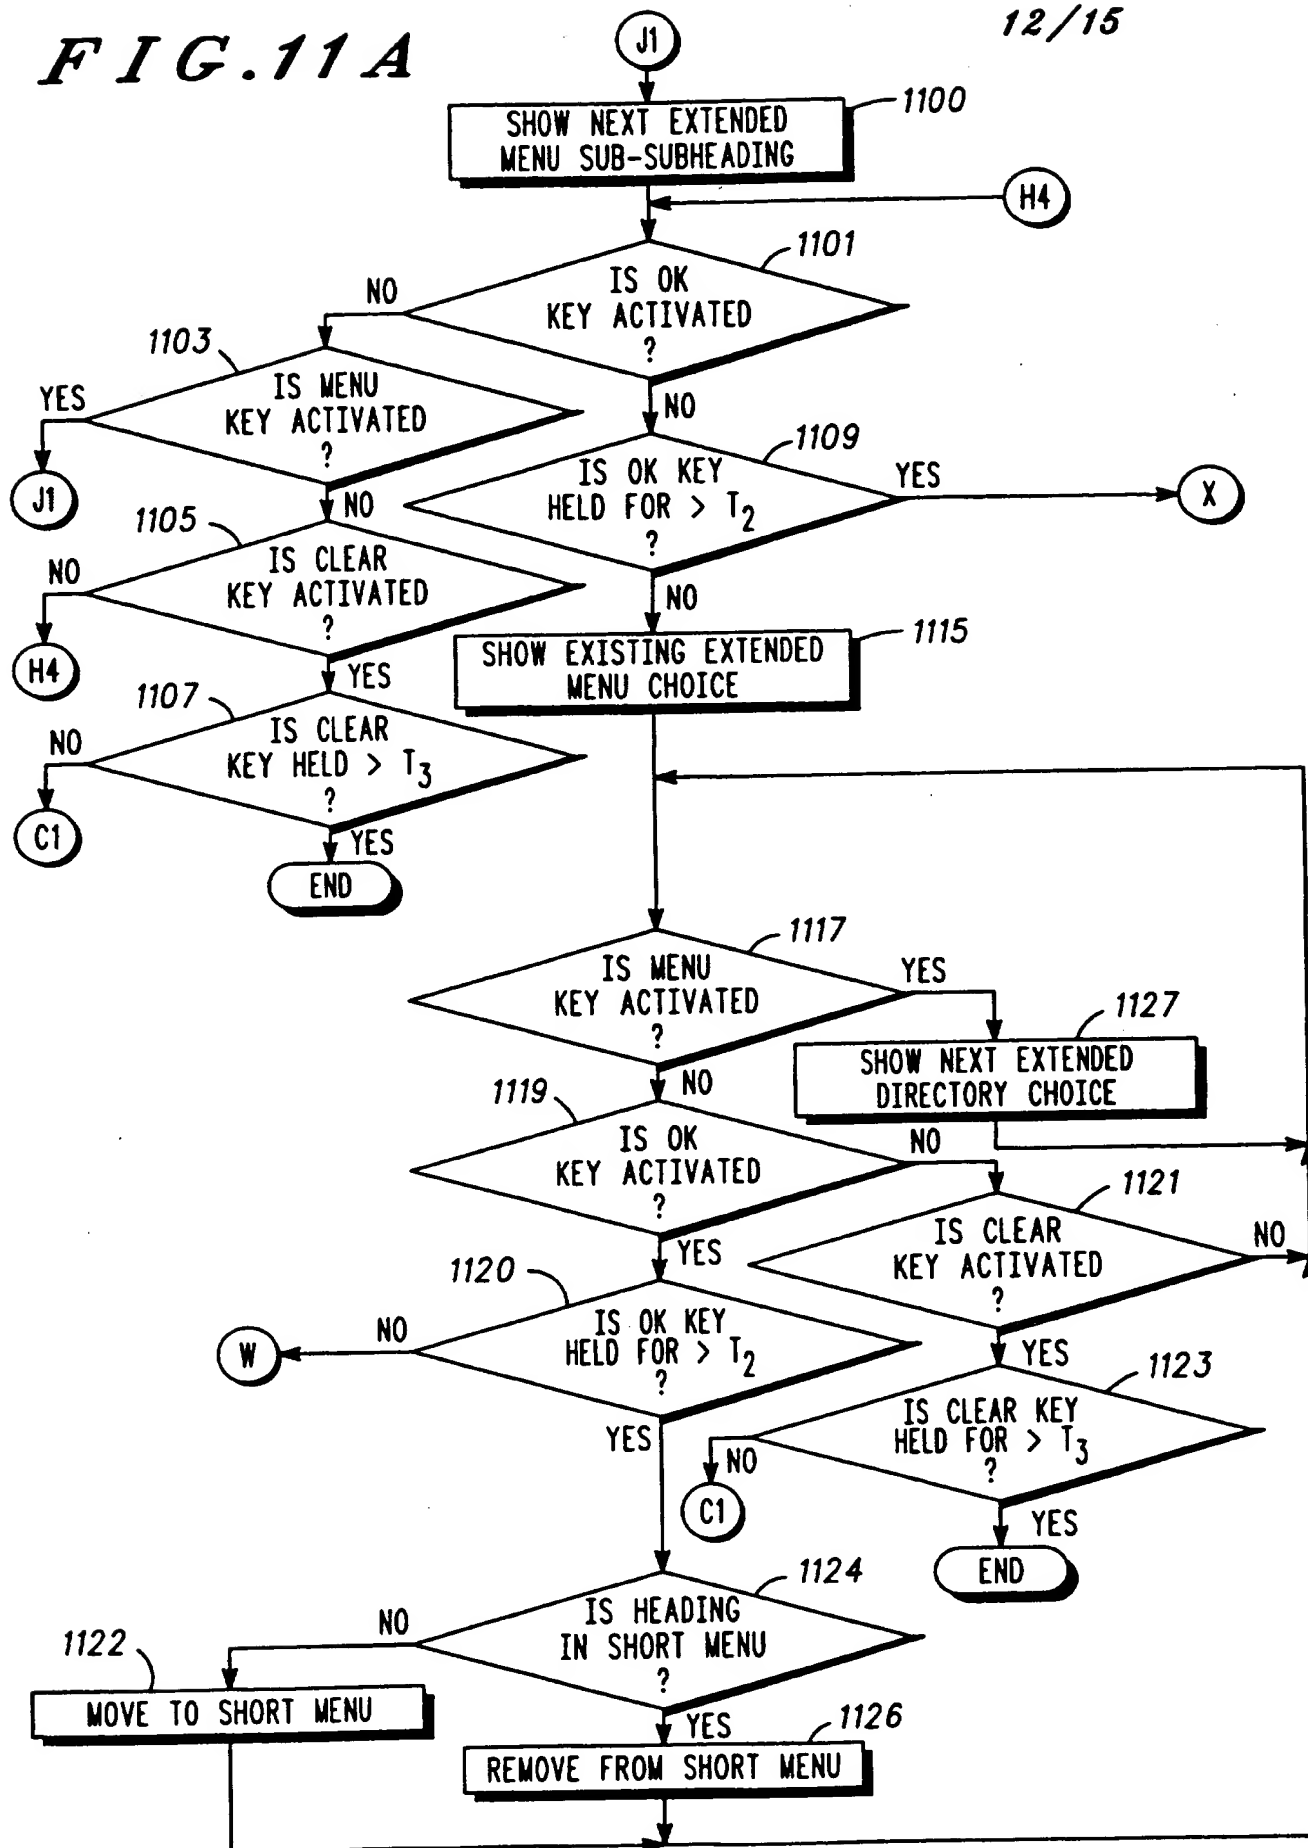 FIG.11A
12/15
J1
1100
SHOW NEXT EXTENDED
MENU SUB-SUBHEADING
H4
1101
IS OK
KEY ACTIVATED
?
NO
NO
1103
IS MENU
KEY ACTIVATED
?
YES
J1
NO
1109
IS OK KEY
HELD FOR > T2
?
YES
X
NO
1105
IS CLEAR
KEY ACTIVATED
?
NO
H4
YES
1115
SHOW EXISTING EXTENDED
MENU CHOICE
1107
IS CLEAR
KEY HELD > T3
?
NO
C1
YES
END
1117
IS MENU
KEY ACTIVATED
?
YES
NO
1127
SHOW NEXT EXTENDED
DIRECTORY CHOICE
1119
IS OK
KEY ACTIVATED
?
NO
YES
1121
IS CLEAR
KEY ACTIVATED
?
NO
YES
1120
IS OK KEY
HELD FOR > T2
?
NO
W
YES
1123
IS CLEAR KEY
HELD FOR > T3
?
NO
C1
YES
END
1124
IS HEADING
IN SHORT MENU
?
NO
YES
1122
MOVE TO SHORT MENU
1126
REMOVE FROM SHORT MENU